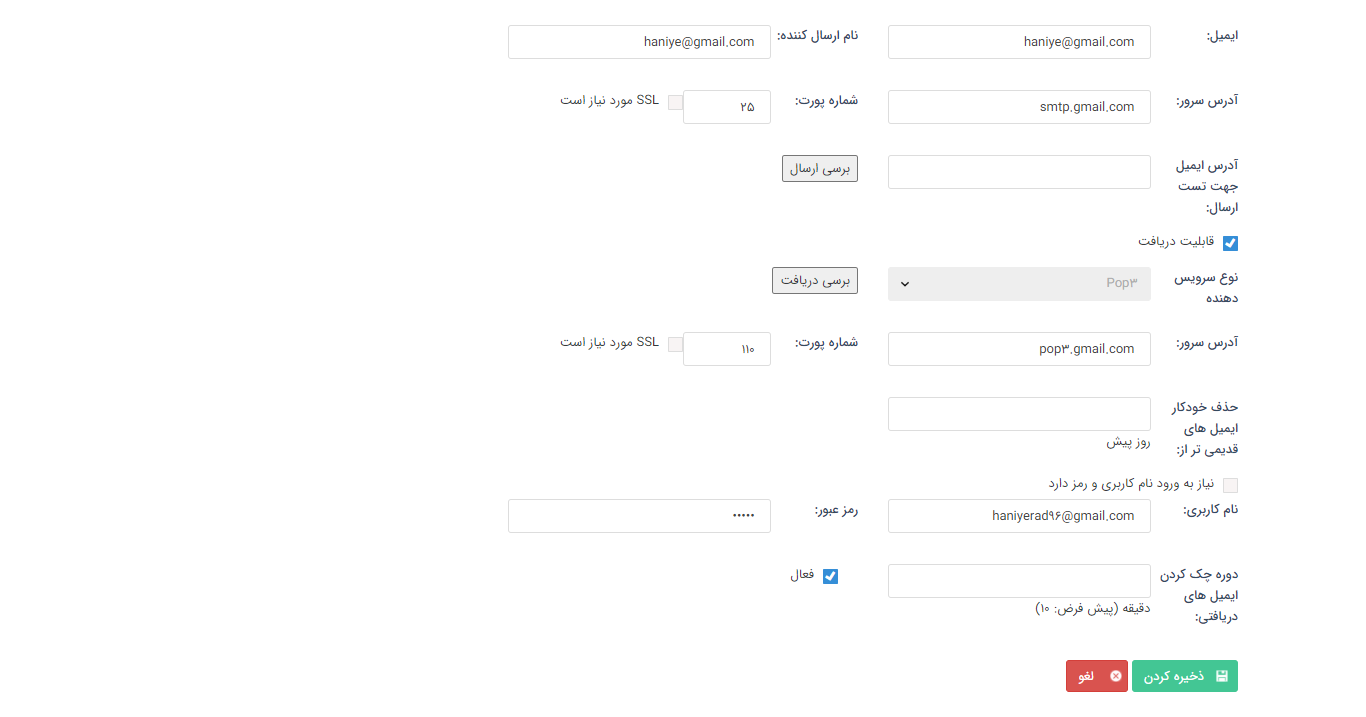 ایمیل: haniye@gmail.com نام ارسال کننده: haniye@gmail.com
آدرس سرور: smtp.gmail.com شماره پورت: ۲۵ SSL مورد نیاز است
آدرس ایمیل
جهت تست
ارسال:
برسی ارسال
قابلیت دریافت
نوع سرویس
دهنده
Pop۳ برسی دریافت
آدرس سرور: pop۳.gmail.com شماره پورت: ۱۱۰ SSL مورد نیاز است
حذف خودکار
ایمیل های
قدیمی تر از:
روز پیش
نیاز به ورود نام کاربری و رمز دارد
نام کاربری: haniyerad۹۶@gmail.com رمز عبور: •••••
دوره چک کردن
ایمیل های
دریافتی:
دقیقه (پیش فرض: ۱۰)
فعال
ذخیره کردن لغو